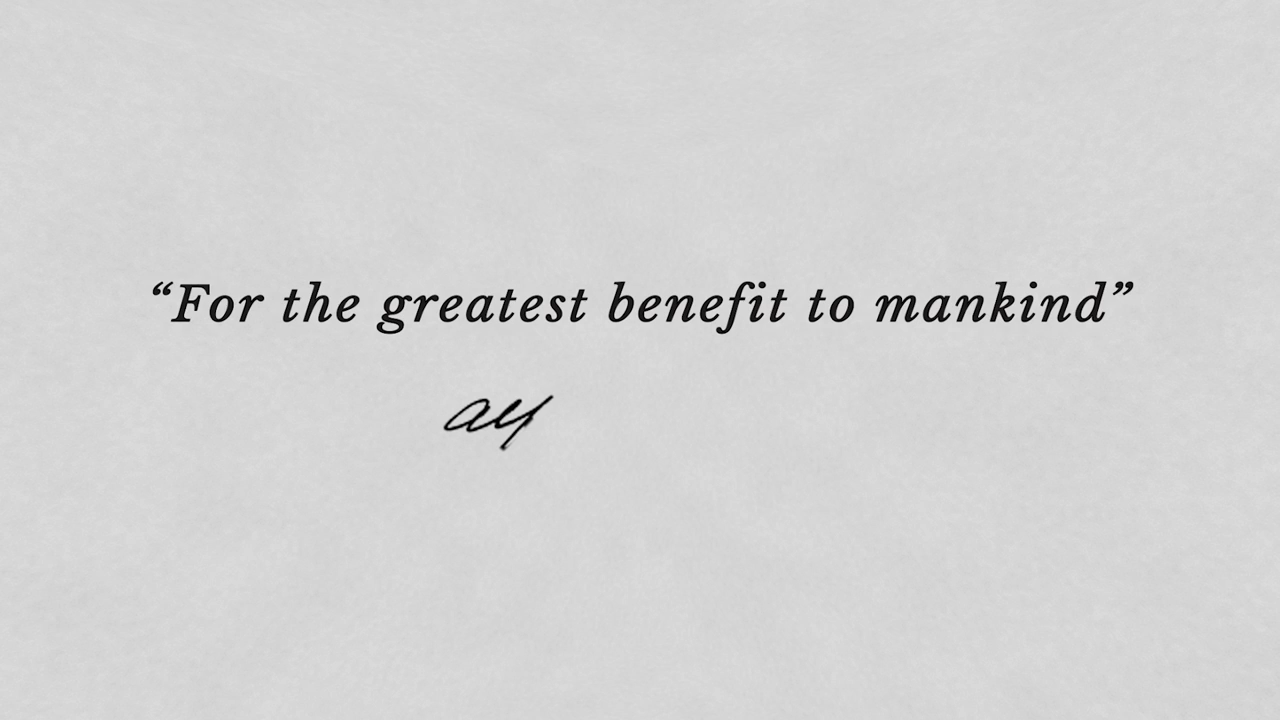 “For the greatest benefit to mankind”